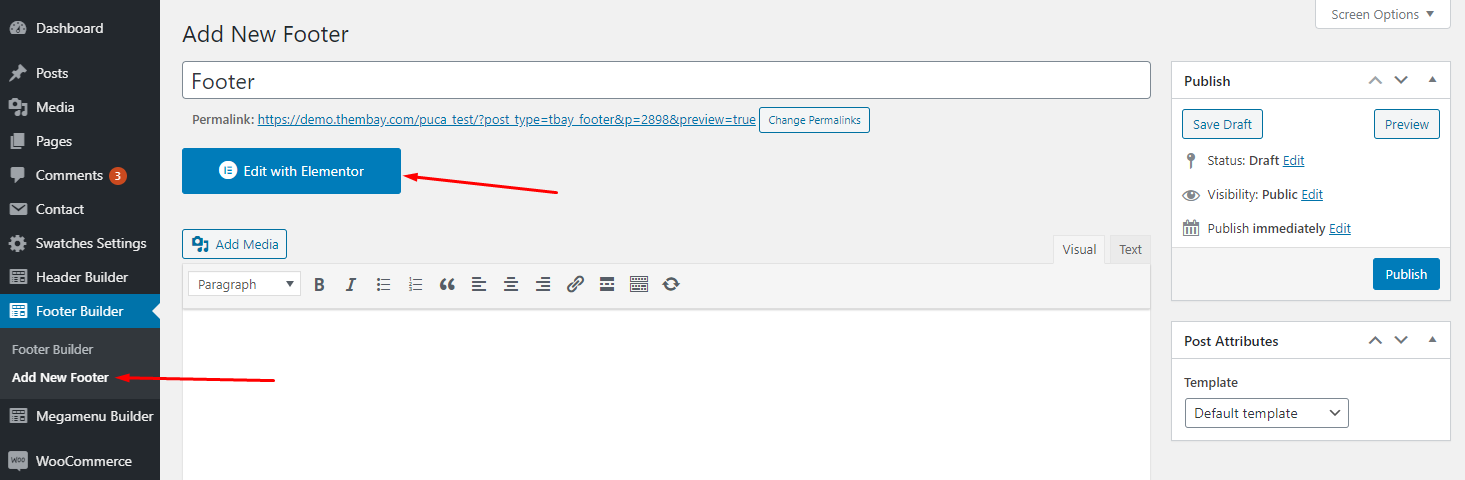 Dashboard
Posts
Media
Pages
Comments 3
Contact
Swatches Settings
Header Builder
Footer Builder
Footer Builder
Add New Footer
Megamenu Builder
WOO WooCommerce
Screen Options
Add New Footer
Footer
Permalink: https://demo.thembay.com/puca_test/?post_type=tbay_footer&p=2898&preview=true Change Permalinks
Edit with Elementor
Add Media
Visual Text
Paragraph B I
Publish
Save Draft Preview
Status: Draft Edit
Visibility: Public Edit
Publish immediately Edit
Publish
Post Attributes
Template
Default template